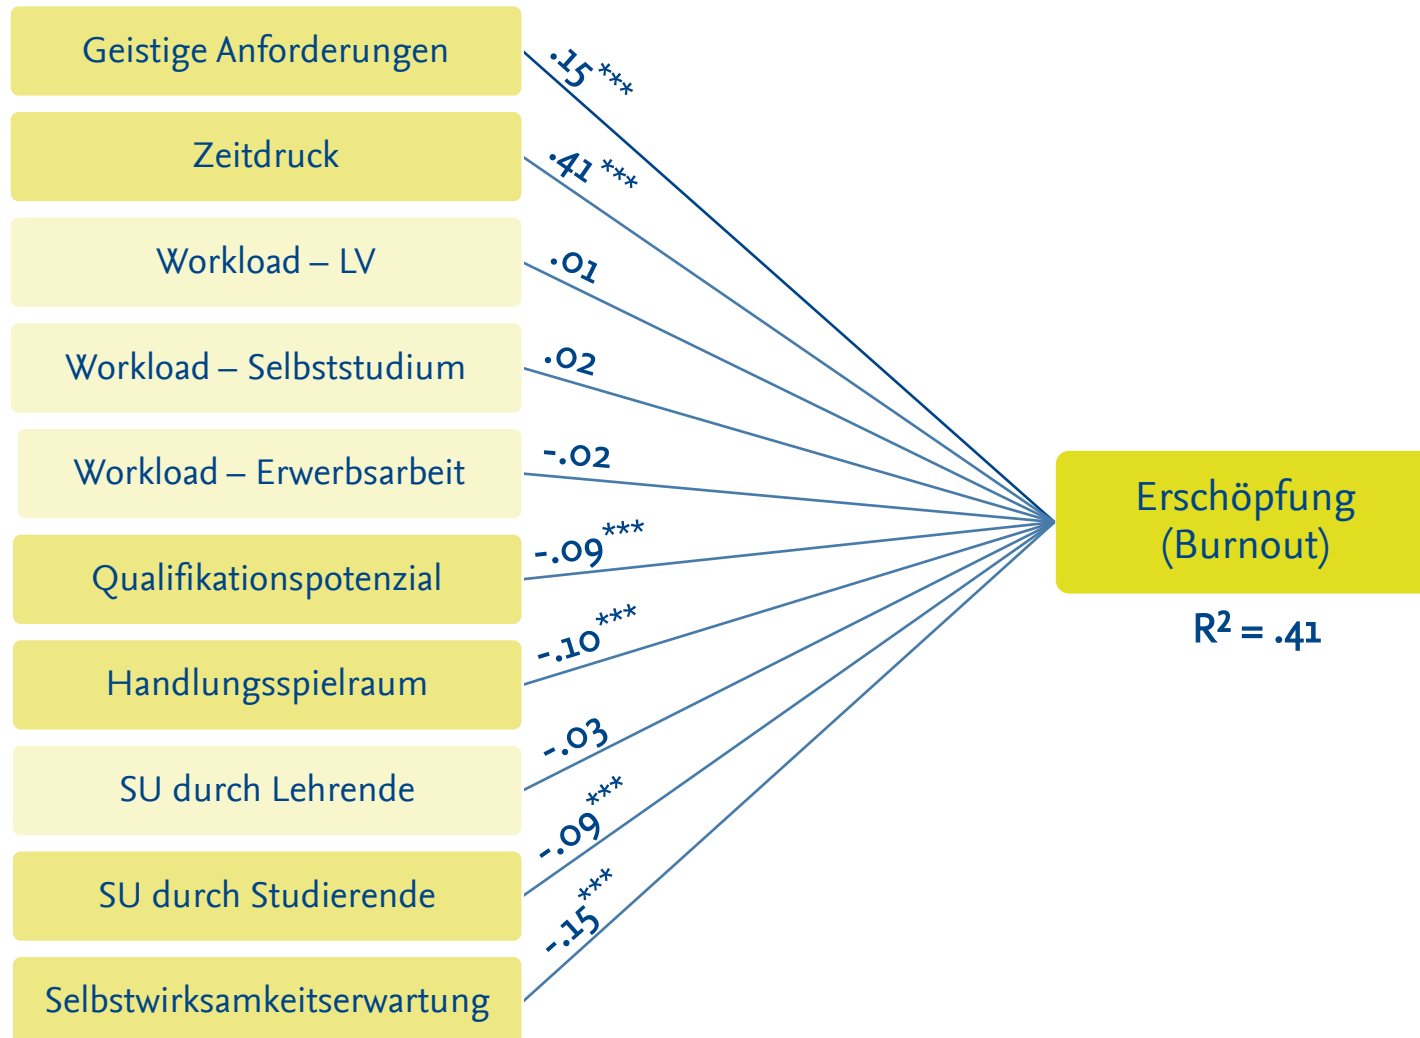 Geistige Anforderungen
.15 ***
Zeitdruck
.41 ***
Workload – LV
.01
Workload – Selbststudium
.02
Workload – Erwerbsarbeit
-.02
Qualifikationspotenzial
-.09***
Handlungsspielraum
-.10***
SU durch Lehrende
-.03
SU durch Studierende
-.09***
Selbstwirksamkeitserwartung
-.15***
Erschöpfung
(Burnout)
R² = .41